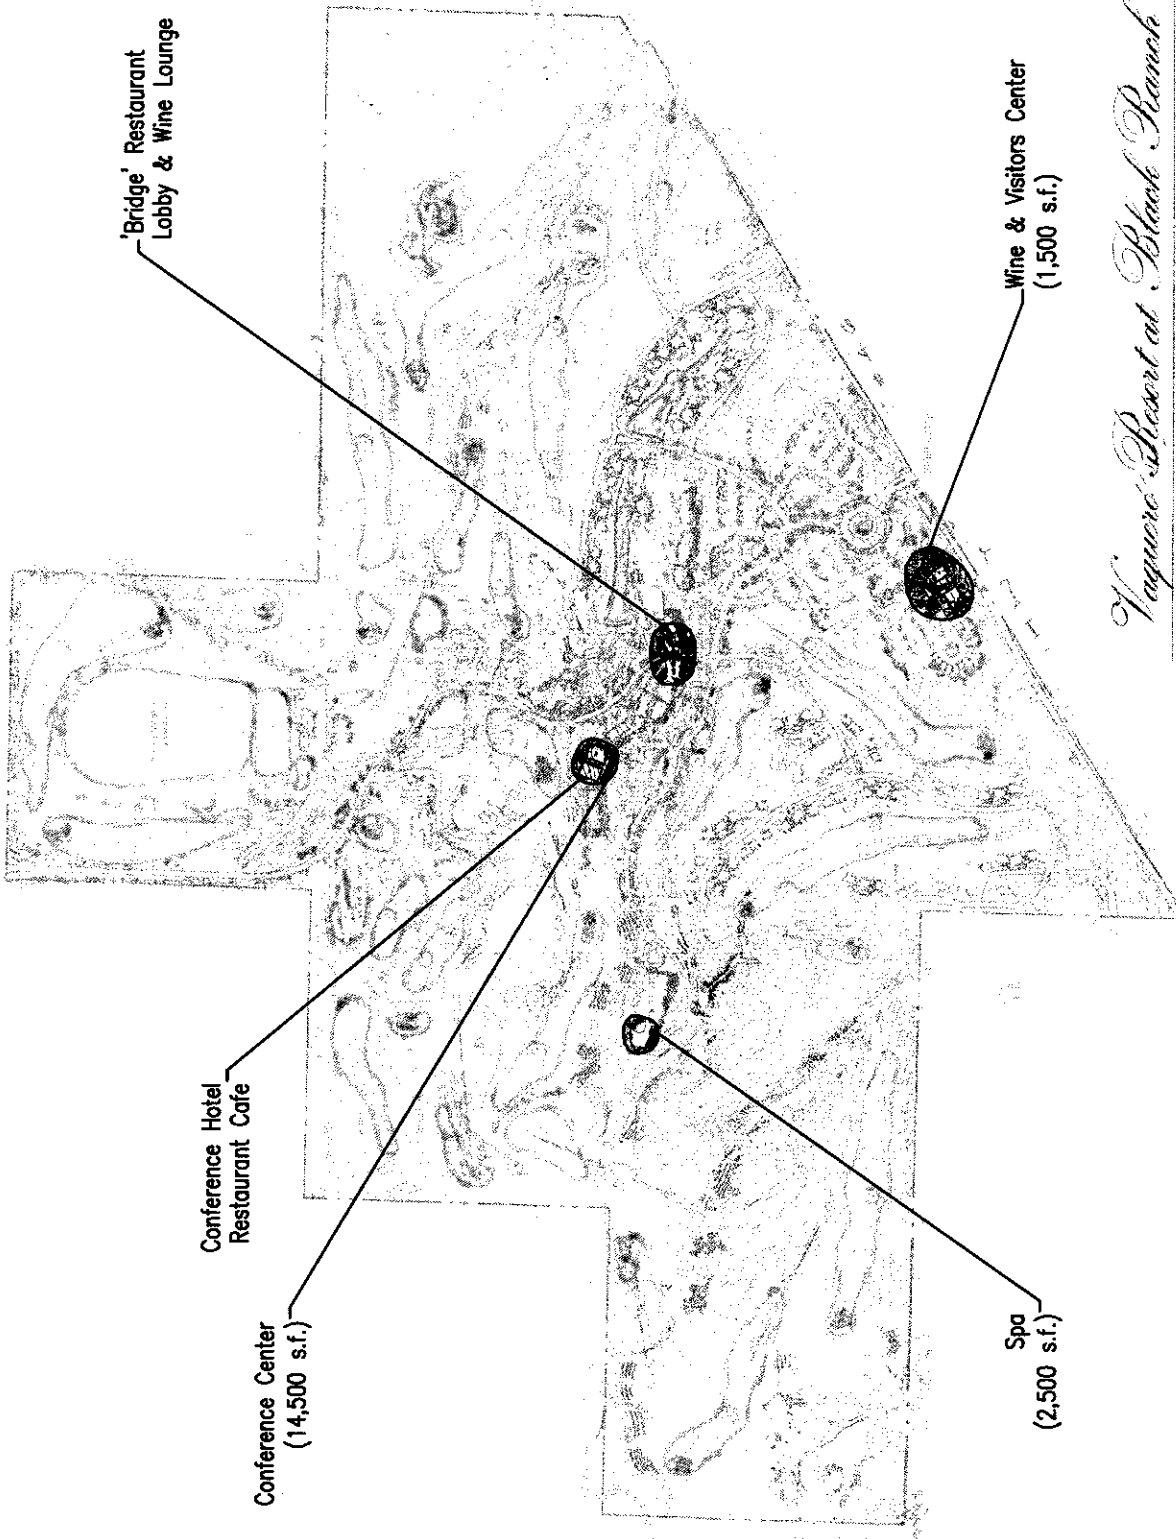 'Bridge' Restaurant
Lobby & Wine Lounge
Conference Hotel
Restaurant Cafe
Conference Center
(14,500 s.f.)
Wine & Visitors Center
(1,500 s.f.)
Spa
(2,500 s.f.)
Vaquero Resort at Black Ranch